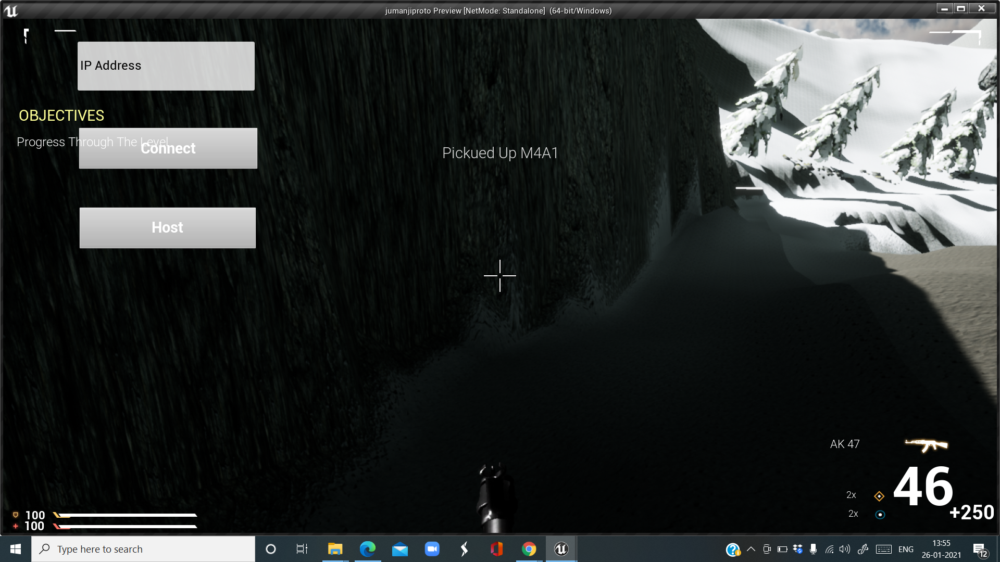 jumanjiproto Preview [NetMode: Standalone] (64-bit/Windows)
IP Address
OBJECTIVES
Progress Through The Level
Connect
Pickued Up M4A1
Host
AK 47
46
2x
+250
2x
100
100
Type here to search
ENG
13:55
26-01-2021
12